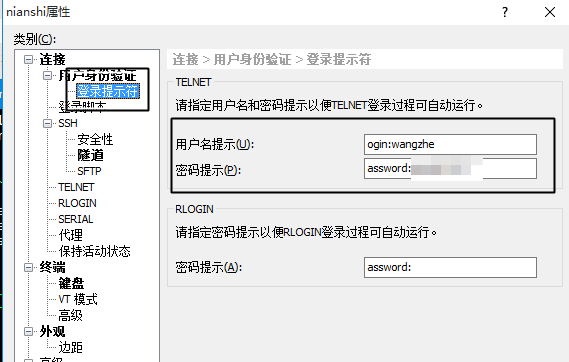 nianshi属性
类别(C):
连接
用户身份验证
登录提示符
登录脚本
SSH
安全性
隧道
SFTP
TELNET
RLOGIN
SERIAL
代理
保持活动状态
终端
键盘
VT 模式
高级
外观
边距
高级
连接 > 用户身份验证 > 登录提示符
TELNET
请指定用户名和密码提示以便TELNET登录过程可自动运行。
用户名提示(U):
ogin:wangzhe
密码提示(P):
assword:
RLOGIN
请指定密码提示以便RLOGIN登录过程可自动运行。
密码提示(A):
assword: